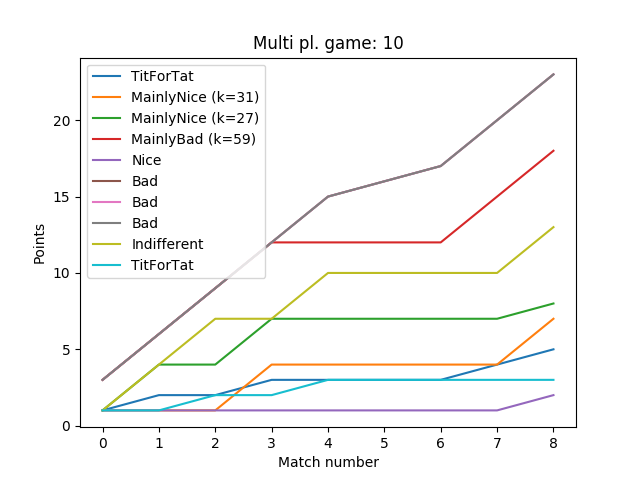 Multi pl. game: 10
TitForTat
MainlyNice (k=31)
MainlyNice (k=27)
MainlyBad (k=59)
Nice
Bad
Bad
Bad
Indifferent
TitForTat
Points
20
15
10
5
0
0 1 2 3 4 5 6 7 8
Match number